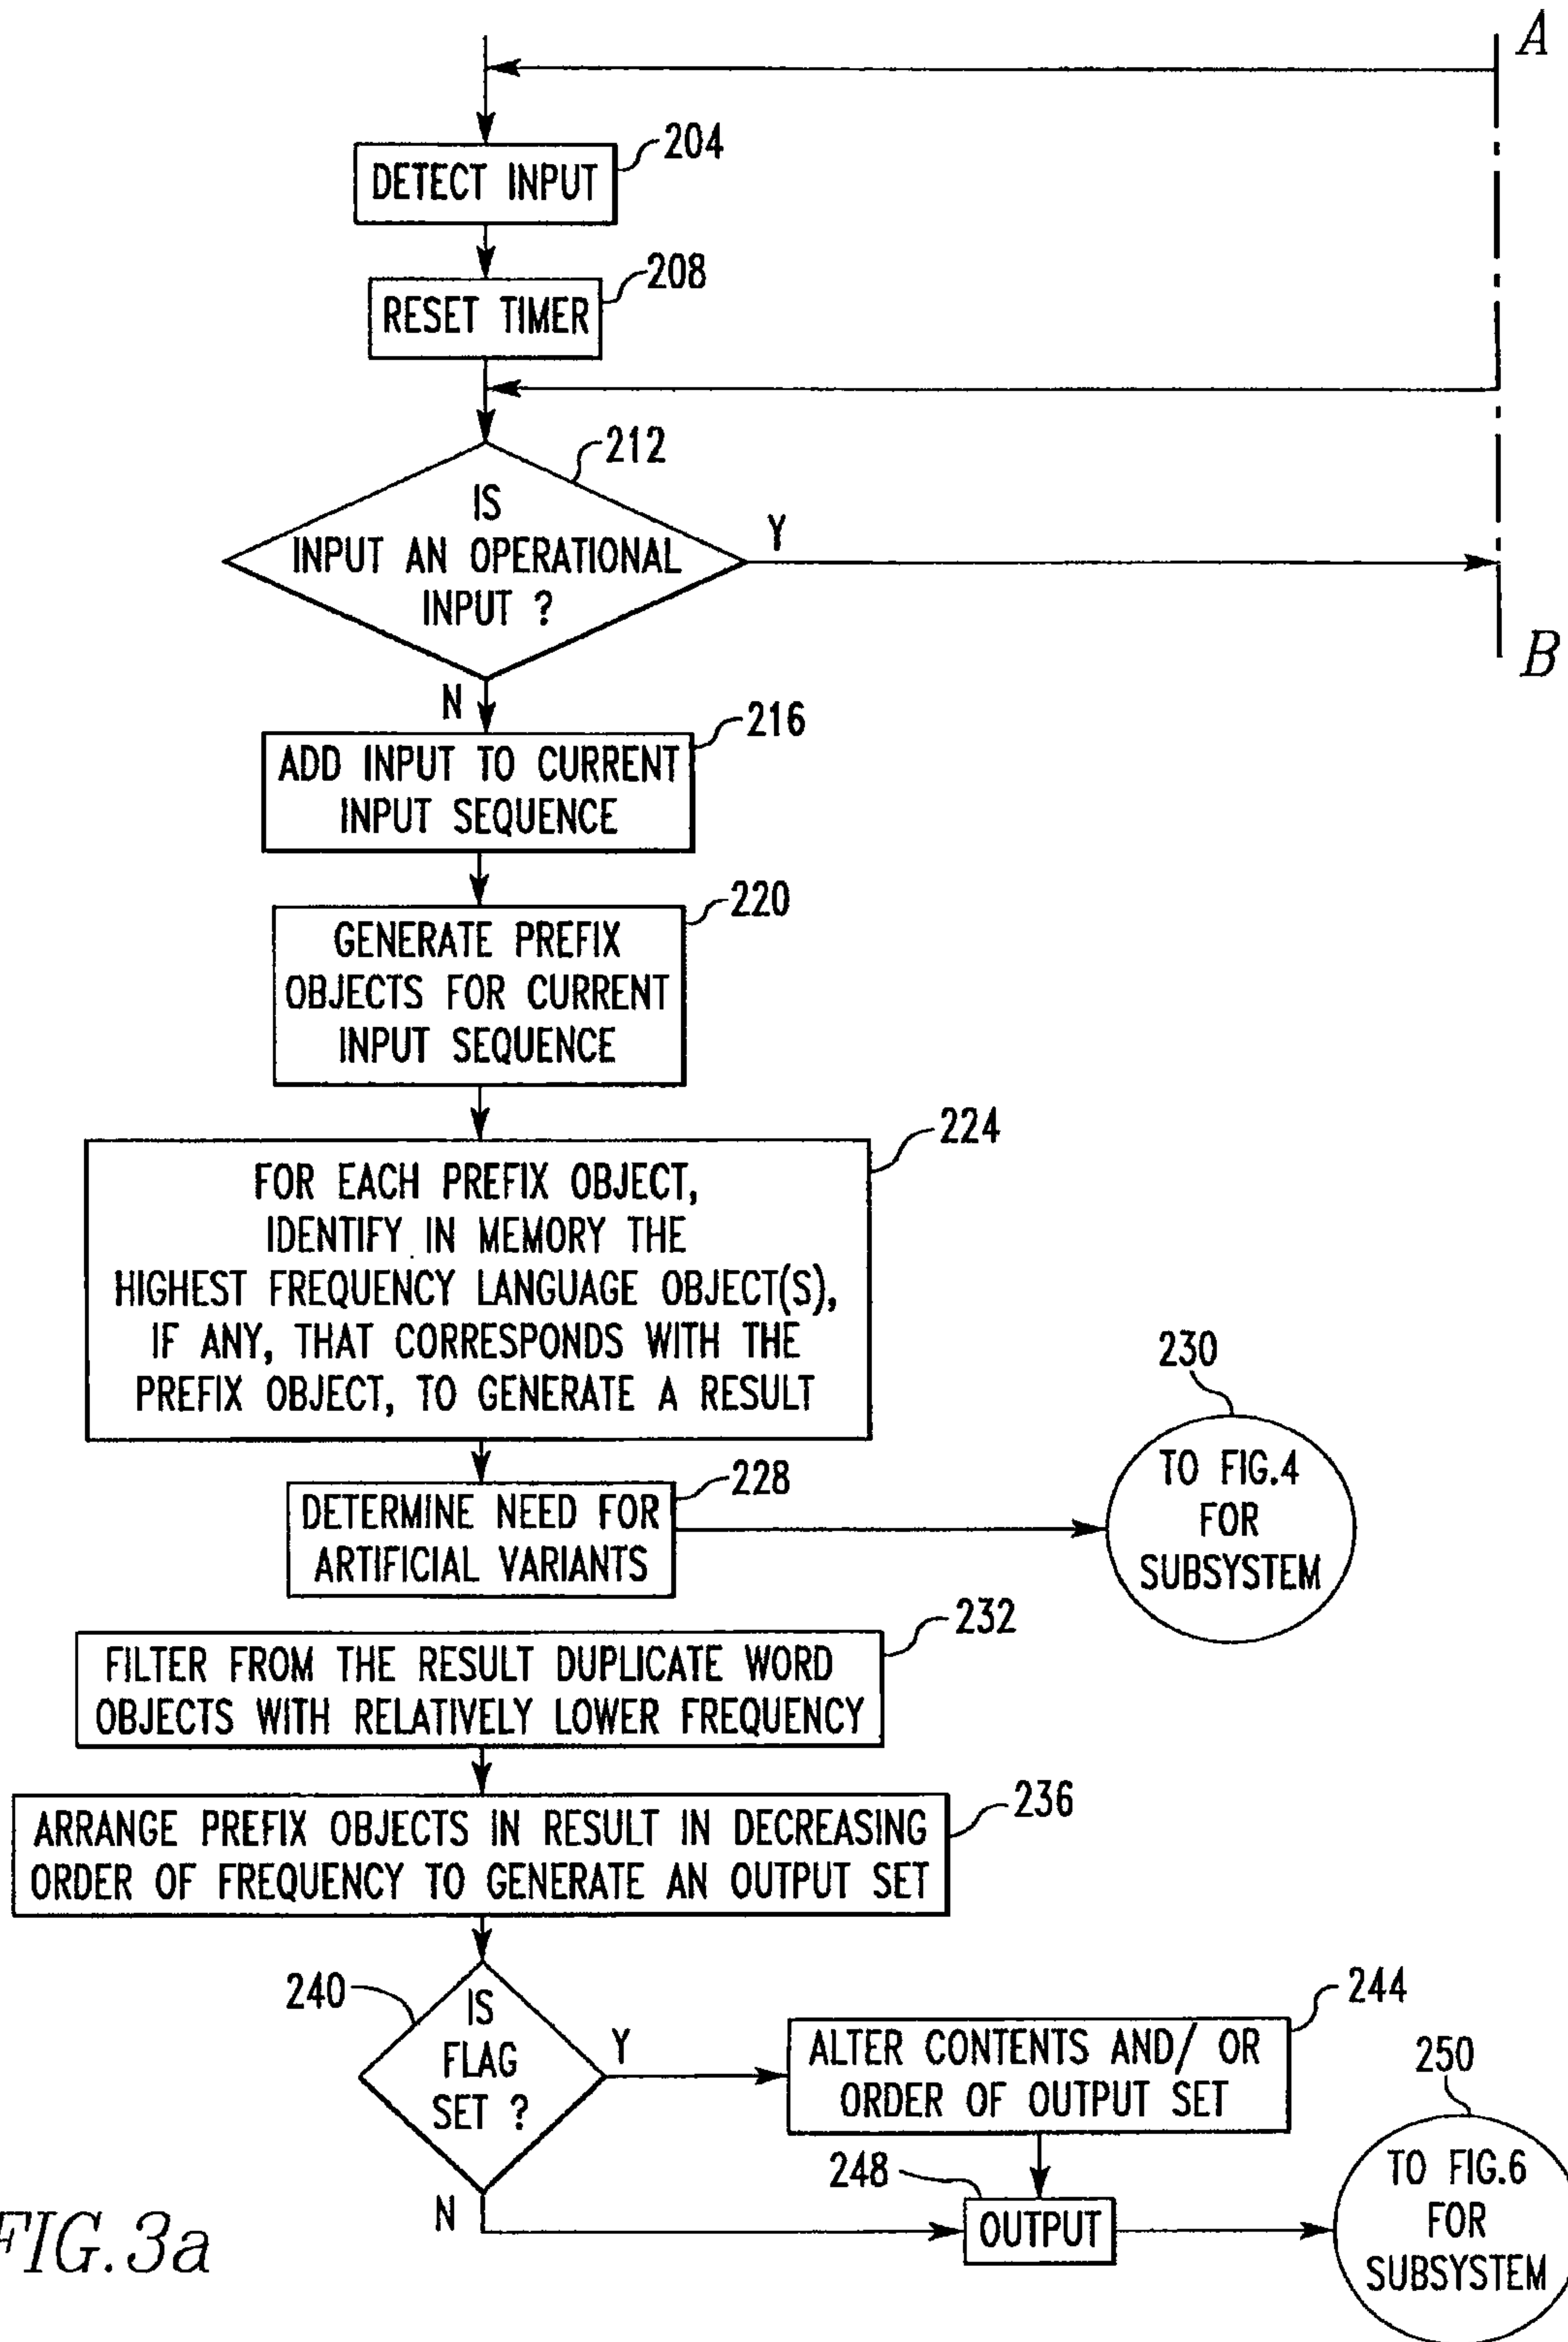 A
204
DETECT INPUT
208
RESET TIMER
212
IS
INPUT AN OPERATIONAL
INPUT ?
Y
B
N
216
ADD INPUT TO CURRENT
INPUT SEQUENCE
220
GENERATE PREFIX
OBJECTS FOR CURRENT
INPUT SEQUENCE
224
FOR EACH PREFIX OBJECT,
IDENTIFY IN MEMORY THE
HIGHEST FREQUENCY LANGUAGE OBJECT(S),
IF ANY, THAT CORRESPONDS WITH THE
PREFIX OBJECT, TO GENERATE A RESULT
228
DETERMINE NEED FOR
ARTIFICIAL VARIANTS
230
TO FIG.4
FOR
SUBSYSTEM
232
FILTER FROM THE RESULT DUPLICATE WORD
OBJECTS WITH RELATIVELY LOWER FREQUENCY
236
ARRANGE PREFIX OBJECTS IN RESULT IN DECREASING
ORDER OF FREQUENCY TO GENERATE AN OUTPUT SET
240
IS
FLAG
SET ?
Y
244
ALTER CONTENTS AND/ OR
ORDER OF OUTPUT SET
N
248
OUTPUT
250
TO FIG.6
FOR
SUBSYSTEM
FIG.3a